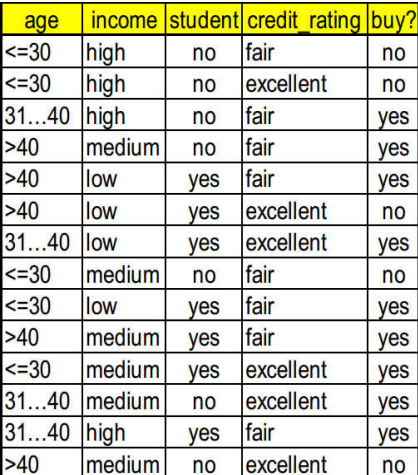 age income student credit_rating buy?
<=30 high no fair no
<=30 high no excellent no
31…40 high no fair yes
>40 medium no fair yes
>40 low yes fair yes
>40 low yes excellent no
31…40 low yes excellent yes
<=30 medium no fair no
<=30 low yes fair yes
>40 medium yes fair yes
<=30 medium yes excellent yes
31…40 medium no excellent yes
31…40 high yes fair yes
>40 medium no excellent no